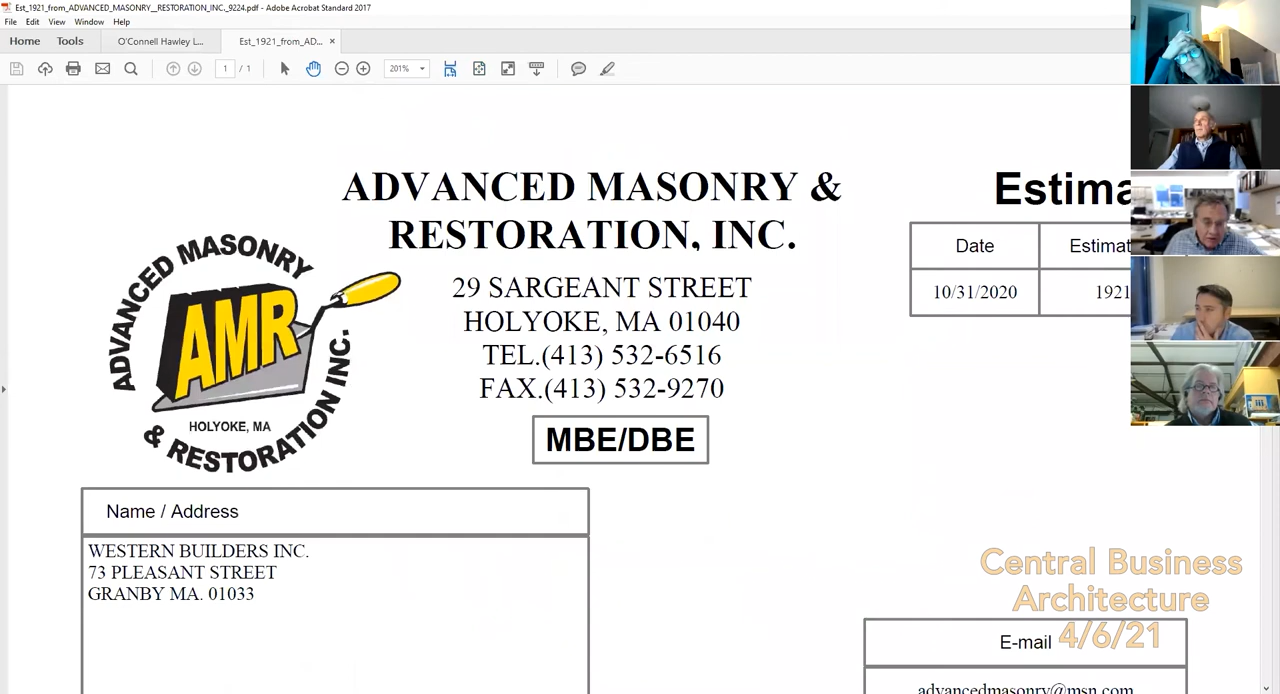 Est_1921_from_ADVANCED_MASONRY__RESTORATION_INC._9224.pdf - Adobe Acrobat Standard 2017
File Edit View Window Help
Home Tools O'Connell Hawley L... Est_1921_from_AD... ×
1 / 1 201%
ADVANCED MASONRY &
RESTORATION, INC.
29 SARGEANT STREET
HOLYOKE, MA 01040
TEL.(413) 532-6516
FAX.(413) 532-9270
MBE/DBE
ADVANCED MASONRY
AMR
HOLYOKE, MA
& RESTORATION INC.
Estima
Date Estimat
10/31/2020 1921
Name / Address
WESTERN BUILDERS INC.
73 PLEASANT STREET
GRANBY MA. 01033
Central Business
Architecture
4/6/21
E-mail
advancedmasonry@msn.com